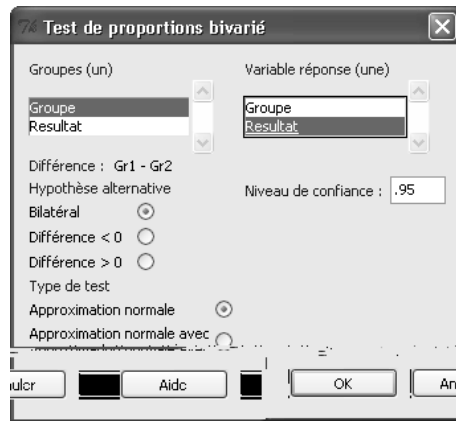 Test de proportions bivarié
Groupes (un)
Variable réponse (une)
Groupe
Resultat
Groupe
Resultat
Différence : Gr1 - Gr2
Hypothèse alternative
Niveau de confiance : .95
Bilatéral
Différence < 0
Différence > 0
Type de test
Approximation normale
Approximation normale avec
Aide
OK
An